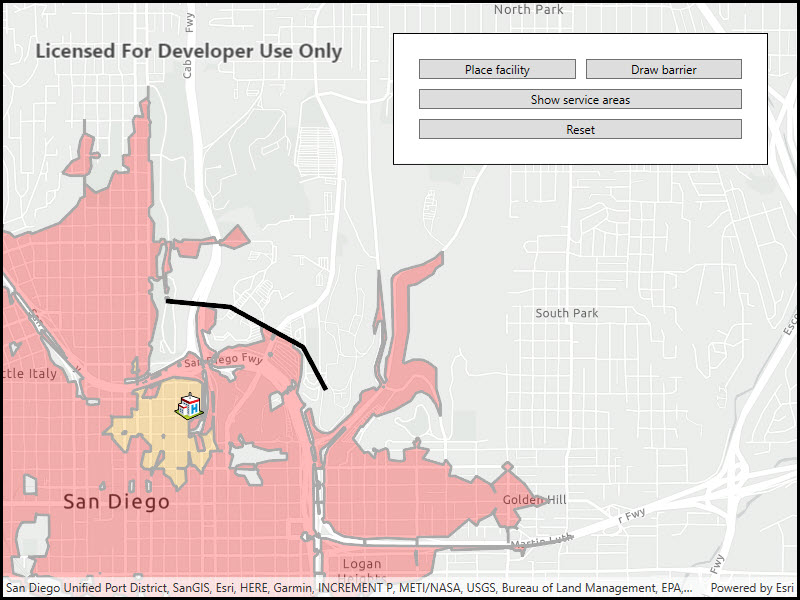 North Park
Cab
Fwy
Licensed For Developer Use Only
Place facility
Draw barrier
Show service areas
Reset
South Park
Esco
San
San Diego Fwy
ttle Italy
H
San Diego
Golden Hill
r Fwy
Martin Luth
Fwy
Logan
Heights
San Diego Unified Port District, SanGIS, Esri, HERE, Garmin, INCREMENT P, METI/NASA, USGS, Bureau of Land Management, EPA,...
Powered by Esri